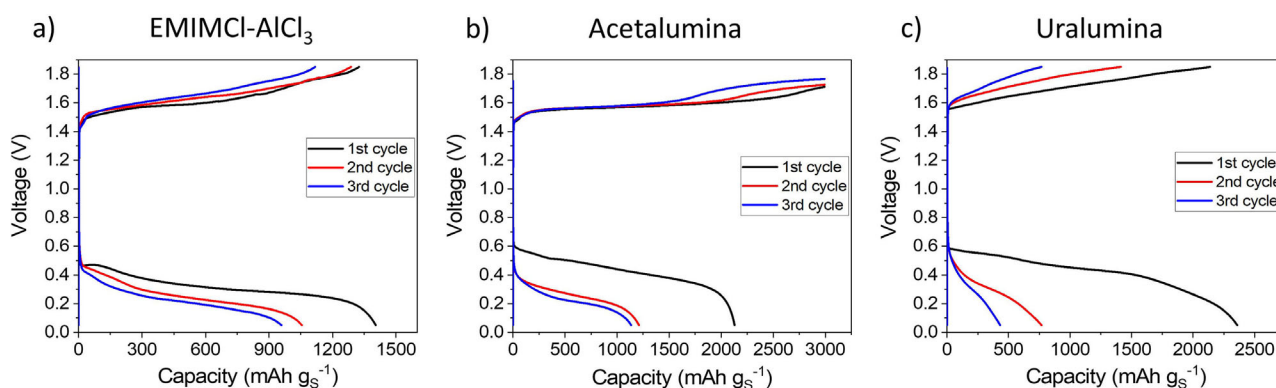 a) EMIMCl-AlCl₃
Voltage (V)
1.8
1.6
1.4
1.2
1.0
0.8
0.6
0.4
0.2
0.0
1st cycle
2nd cycle
3rd cycle
0 300 600 900 1200 1500
Capacity (mAh gS⁻¹)
b) Acetalumina
Voltage (V)
1.8
1.6
1.4
1.2
1.0
0.8
0.6
0.4
0.2
0.0
1st cycle
2nd cycle
3rd cycle
0 500 1000 1500 2000 2500 3000
Capacity (mAh gS⁻¹)
c) Uralumina
Voltage (V)
1.8
1.6
1.4
1.2
1.0
0.8
0.6
0.4
0.2
0.0
1st cycle
2nd cycle
3rd cycle
0 500 1000 1500 2000 2500
Capacity (mAh gS⁻¹)